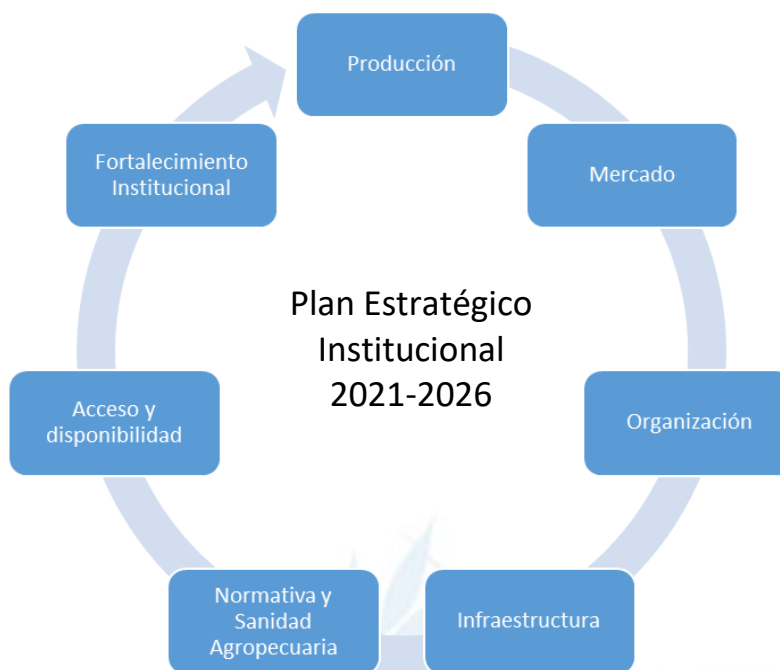 Producción
Mercado
Organización
Infraestructura
Normativa y
Sanidad
Agropecuaria
Acceso y
disponibilidad
Fortalecimiento
Institucional
Plan Estratégico
Institucional
2021-2026